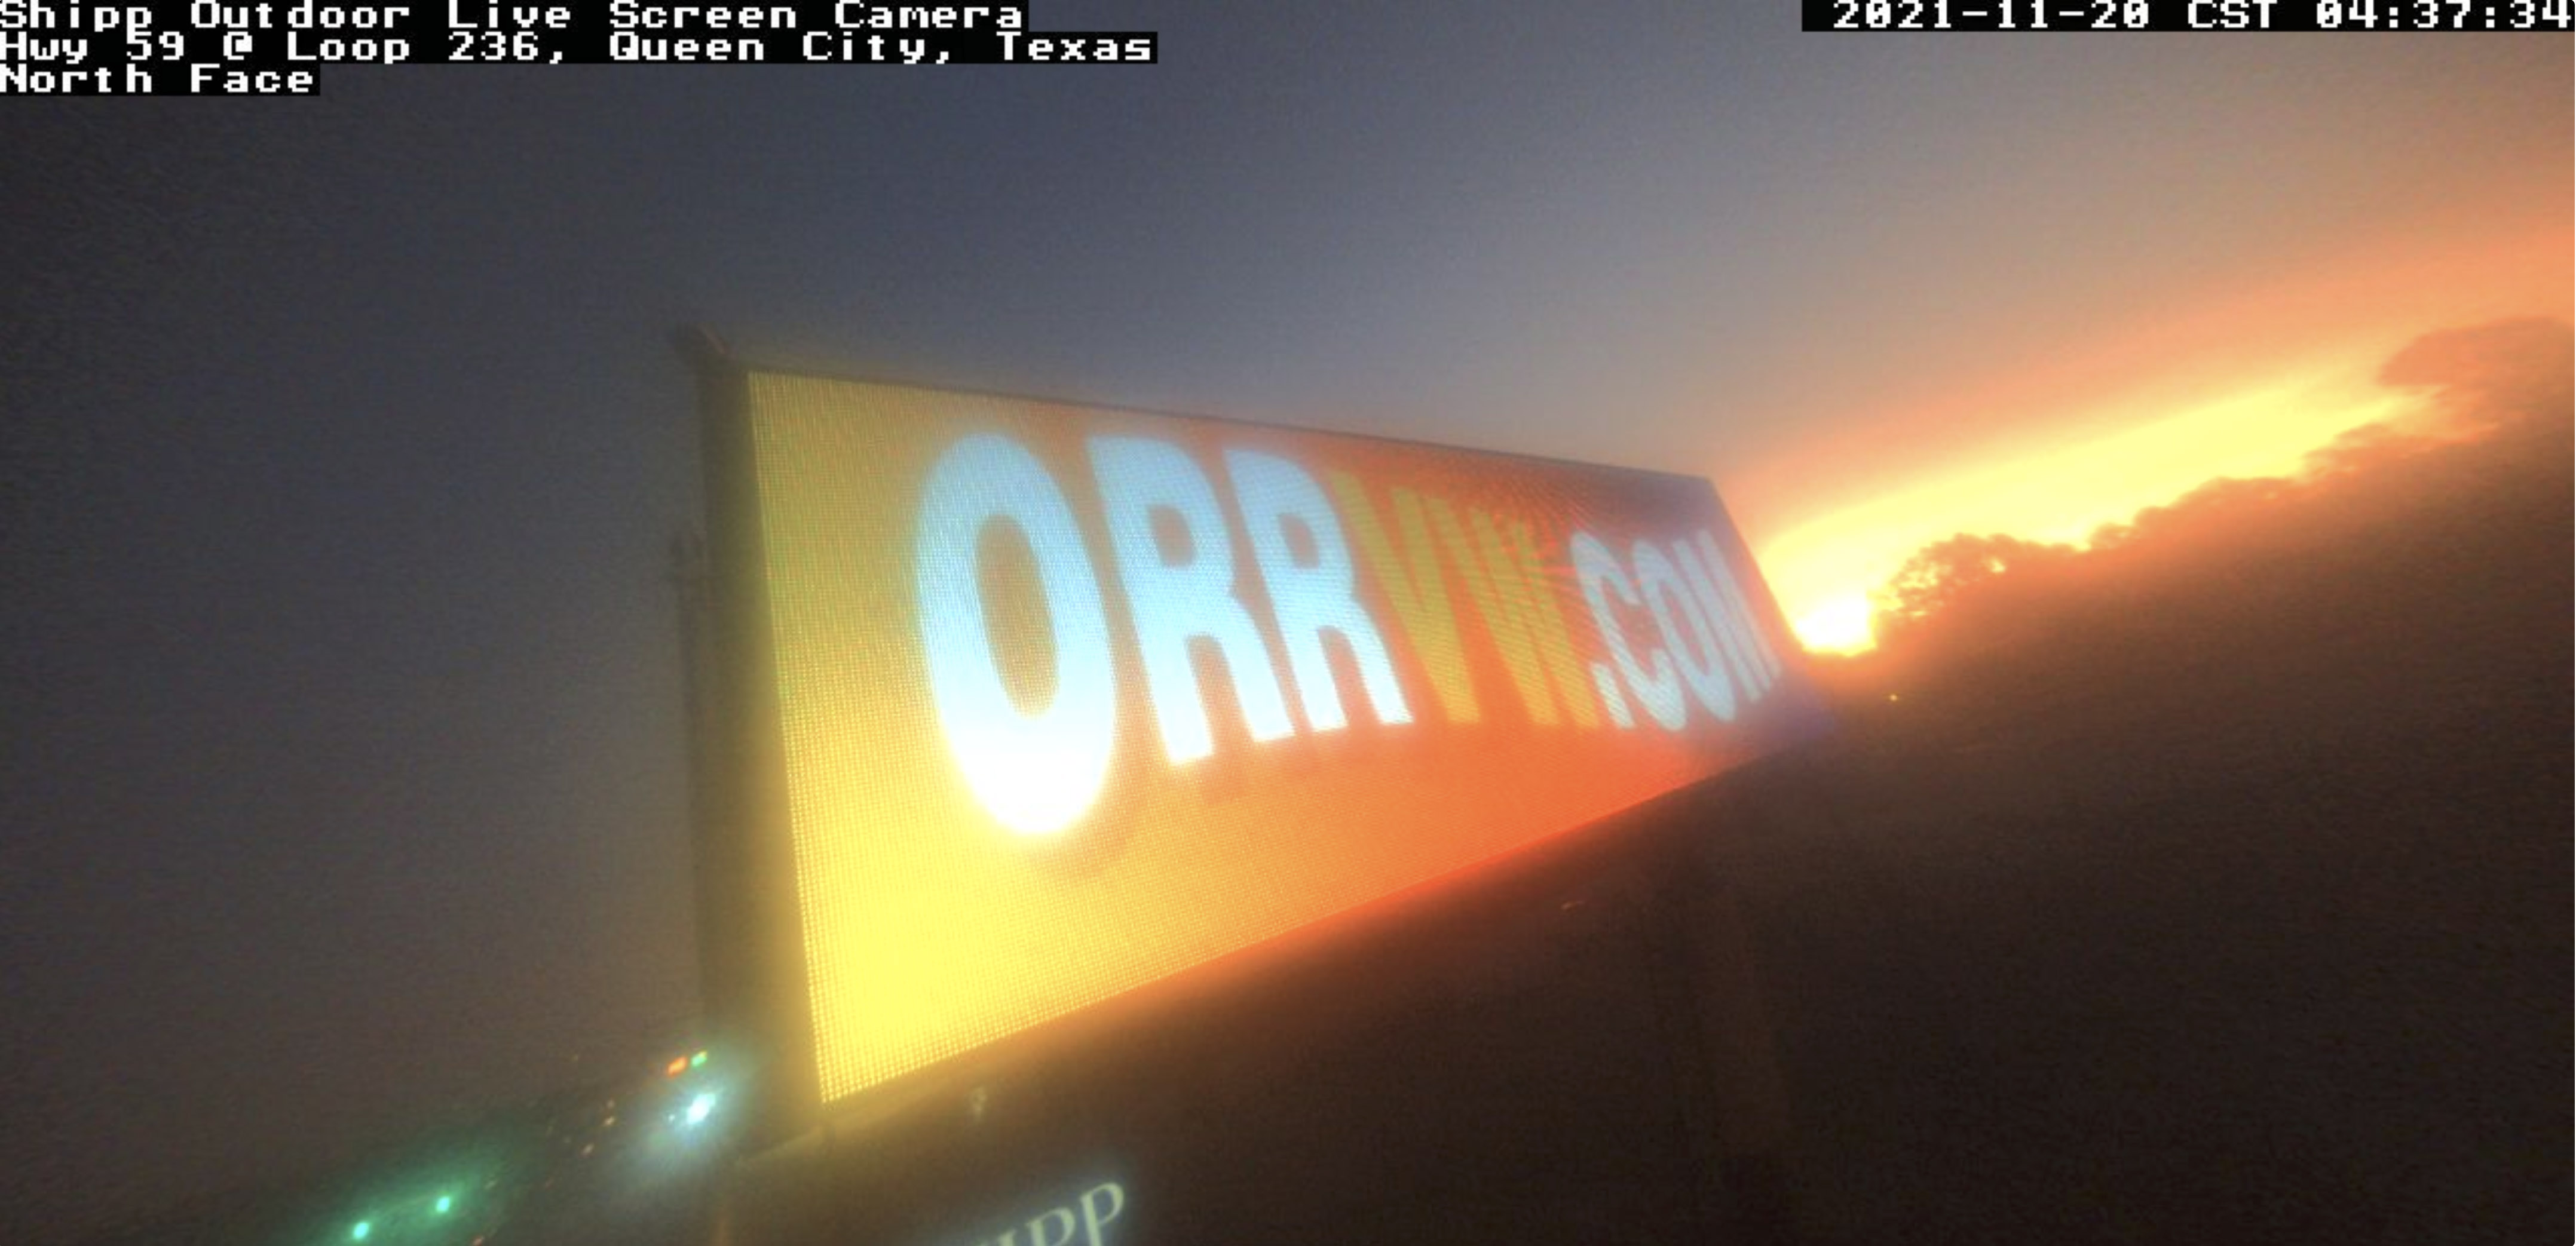 Shipp Outdoor Live Screen Camera
Hwy 59 @ Loop 236, Queen City, Texas
North Face
2021-11-20 CST 04:37:34
ORRVW.COM